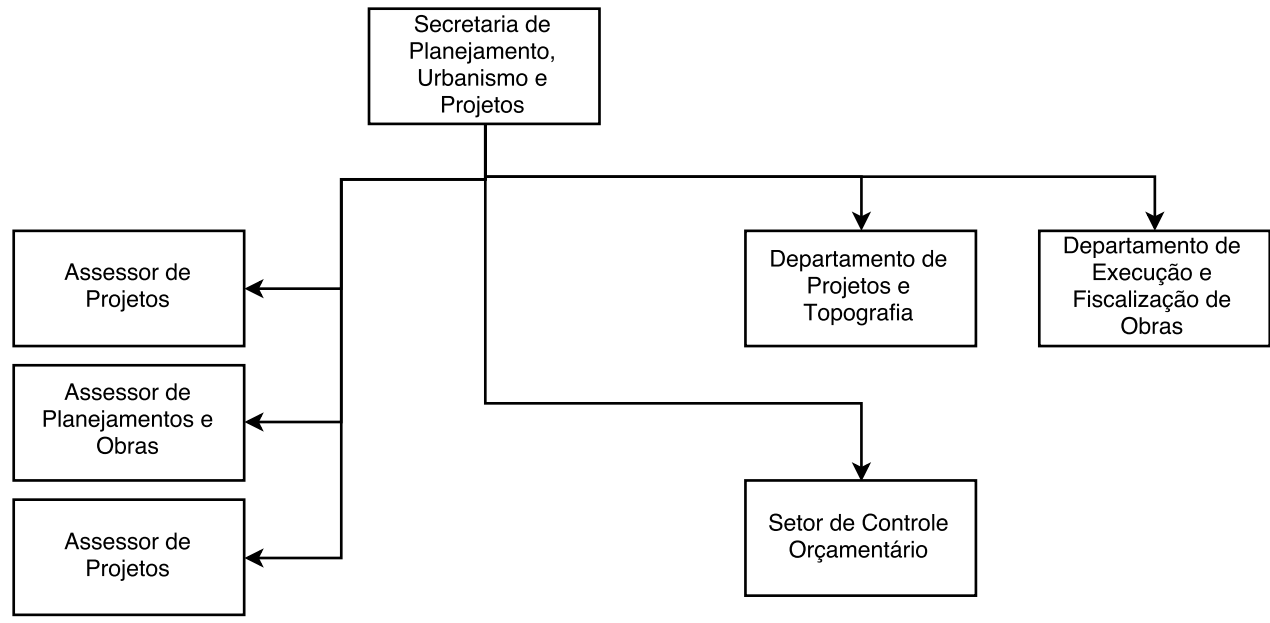 Secretaria de
Planejamento,
Urbanismo e
Projetos
Assessor de
Projetos
Departamento de
Projetos e
Topografia
Departamento de
Execução e
Fiscalização de
Obras
Assessor de
Planejamentos e
Obras
Assessor de
Projetos
Setor de Controle
Orçamentário